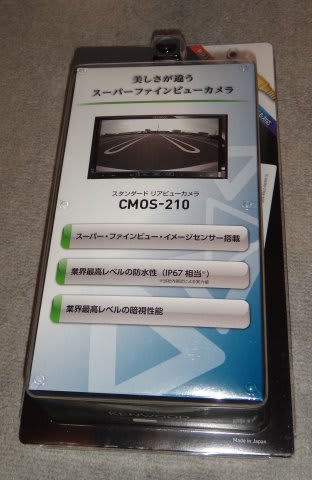 美しさが違う
スーパーファインビューカメラ
スタンダード リアビューカメラ
CMOS-210
スーパー・ファインビュー・イメージセンサー搭載
業界最高レベルの防水性（IP67 相当※）
業界最高レベルの暗視性能
KENWOOD
Made in Japan